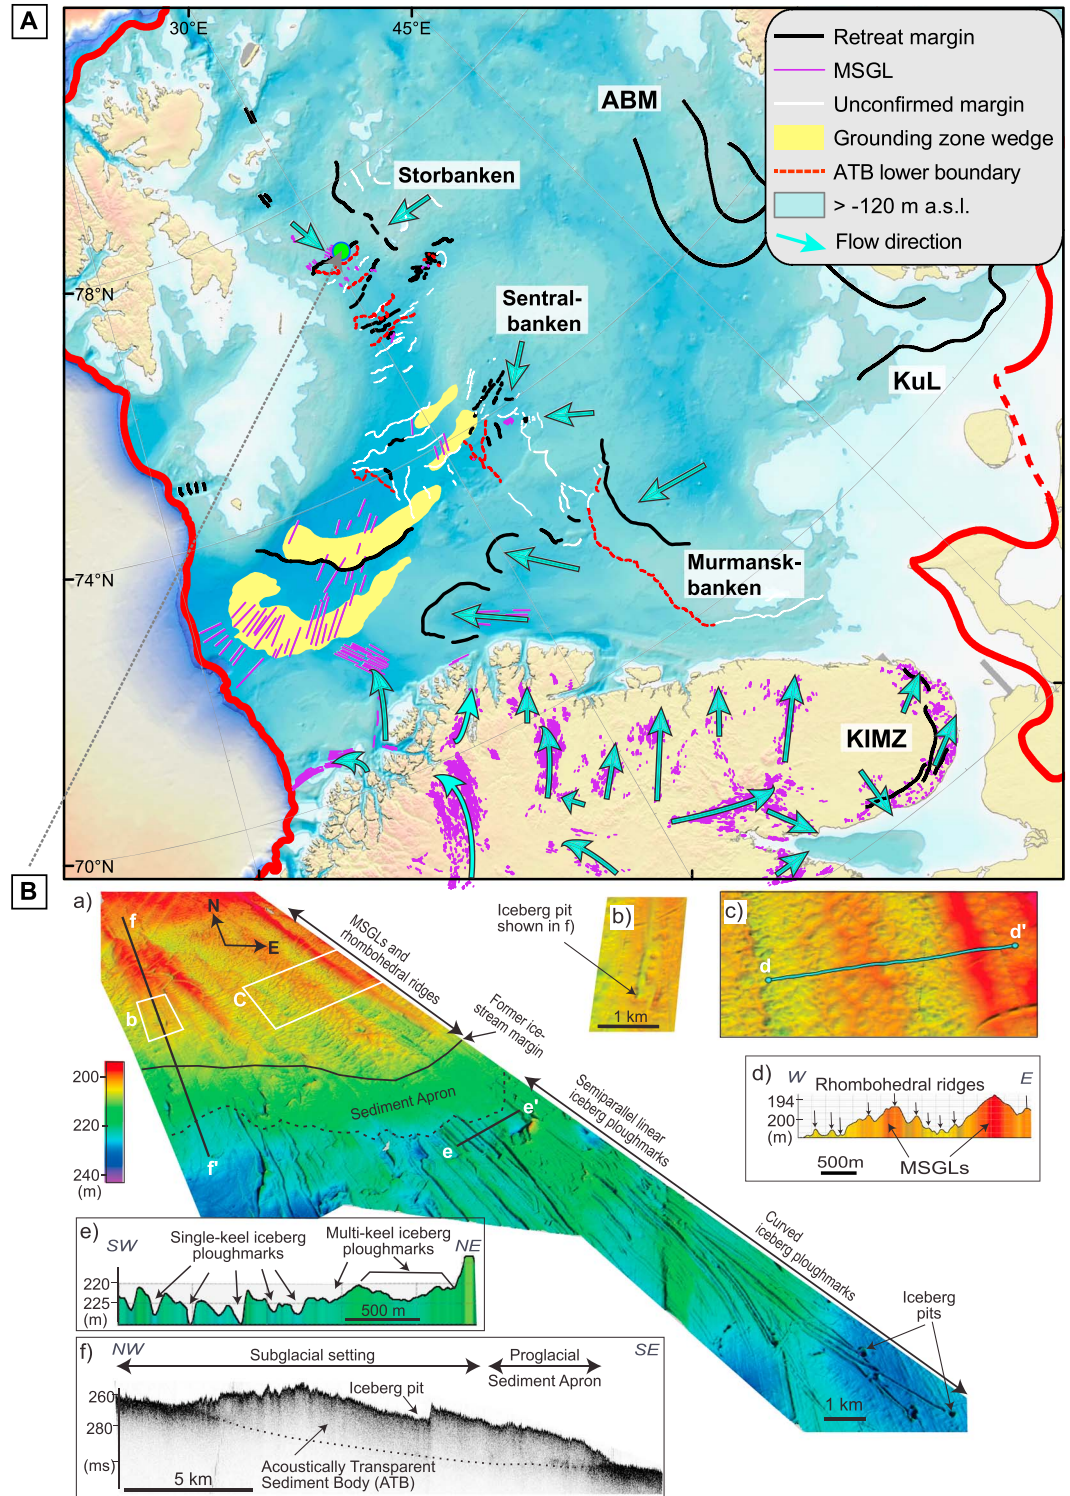 A
30°E
45°E
Retreat margin
MSGL
Unconfirmed margin
Grounding zone wedge
ATB lower boundary
> -120 m a.s.l.
Flow direction
ABM
Storbanken
78°N
Sentral-
banken
KuL
74°N
Murmansk-
banken
KIMZ
70°N
B
a)
f
N
E
MSGLs and
rhombohedral ridges
b
C
Former ice-
stream margin
Iceberg pit
shown in f)
b)
1 km
c)
d
d'
200
220
240
(m)
Sediment Apron
e'
e
f'
Semiparallel linear
iceberg ploughmarks
d)
W
Rhombohedral ridges
E
194
200
(m)
MSGLs
500m
Curved
iceberg ploughmarks
Iceberg
pits
1 km
e)
SW
Single-keel iceberg
ploughmarks
Multi-keel iceberg
ploughmarks
NE
220
225
(m)
500 m
f)
NW
Subglacial setting
Proglacial
Sediment Apron
SE
260
280
(ms)
Iceberg pit
Acoustically Transparent
Sediment Body (ATB)
5 km